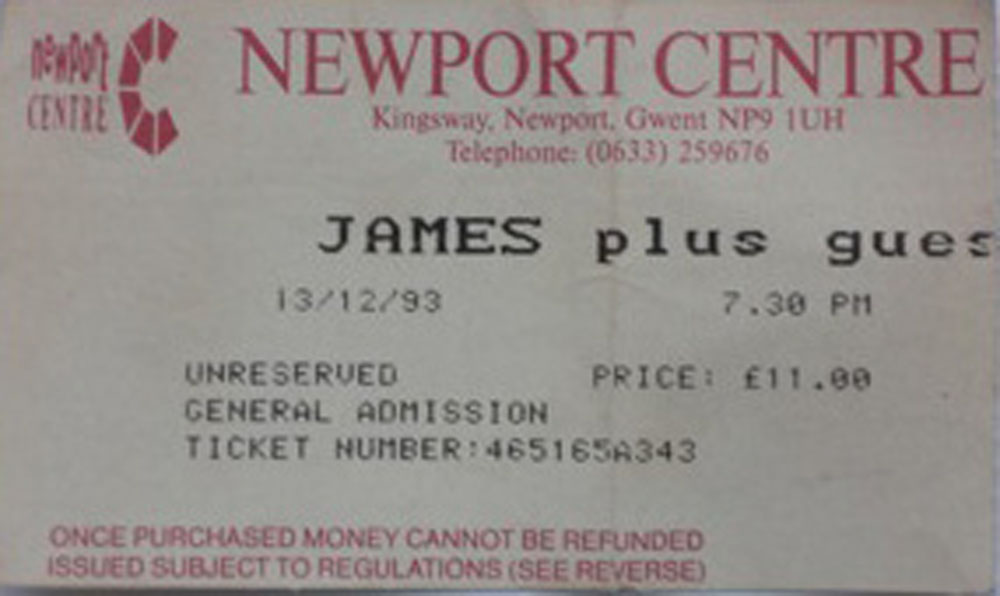 newport
CENTRE
NEWPORT CENTRE
Kingsway, Newport, Gwent NP9 1UH
Telephone: (0633) 259676
JAMES plus gues
13/12/93 7.30 PM
UNRESERVED PRICE: £11.00
GENERAL ADMISSION
TICKET NUMBER:465165A343
ONCE PURCHASED MONEY CANNOT BE REFUNDED
ISSUED SUBJECT TO REGULATIONS (SEE REVERSE)